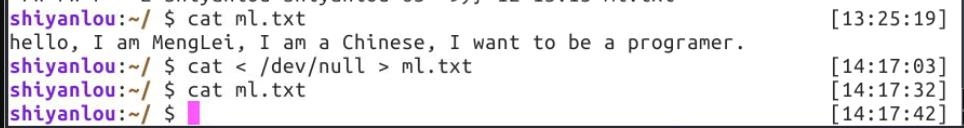 shiyanlou:~/ $ cat ml.txt [13:25:19]
hello, I am MengLei, I am a Chinese, I want to be a programer.
shiyanlou:~/ $ cat < /dev/null > ml.txt [14:17:03]
shiyanlou:~/ $ cat ml.txt [14:17:32]
shiyanlou:~/ $ [14:17:42]